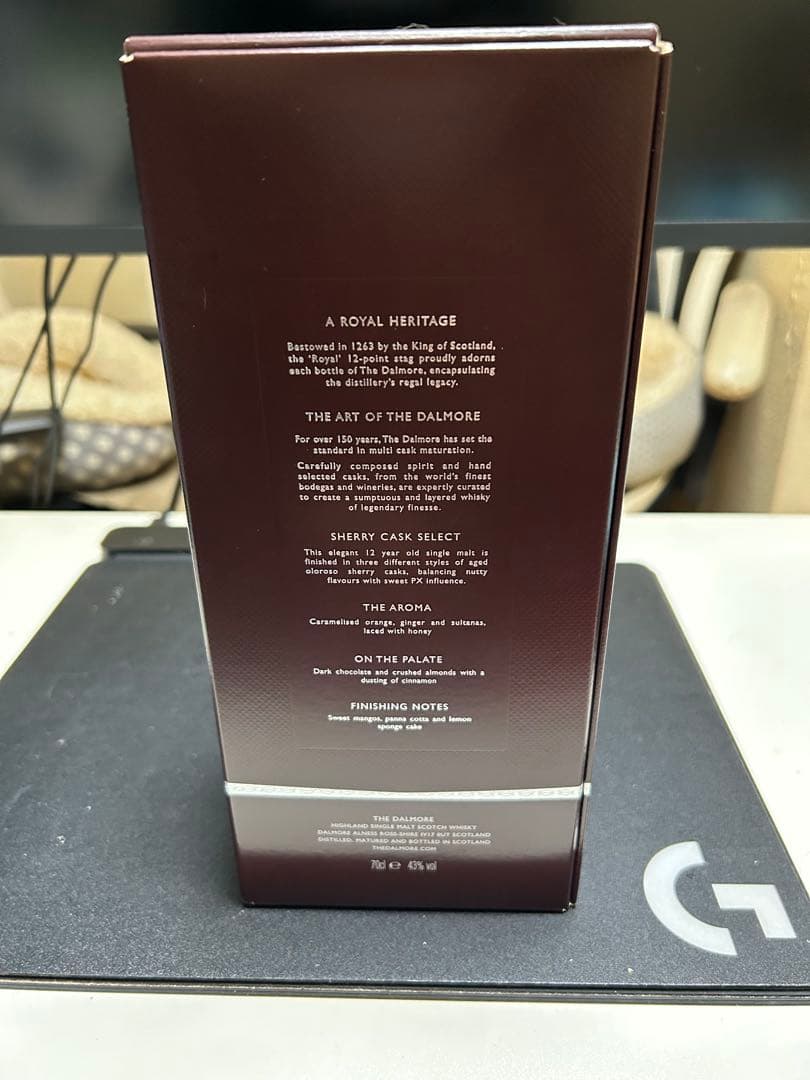 A ROYAL HERITAGE
Bestowed in 1263 by the King of Scotland,
the 'Royal' 12-point stag proudly adorns
each bottle of The Dalmore, encapsulating
the distillery's regal legacy.
THE ART OF THE DALMORE
For over 150 years, The Dalmore has set the
standard in multi cask maturation.
Carefully composed spirit and hand
selected casks, from the world's finest
bodegas and wineries, are expertly curated
to create a sumptuous and layered whisky
of legendary finesse.
SHERRY CASK SELECT
This elegant 12 year old single malt is
finished in three different styles of aged
oloroso sherry casks, balancing nutty
flavours with sweet PX influence.
THE AROMA
Caramelised orange, ginger and sultanas,
laced with honey
ON THE PALATE
Dark chocolate and crushed almonds with a
dusting of cinnamon
FINISHING NOTES
Sweet mangos, panna cotta and lemon
sponge cake
THE DALMORE
HIGHLAND SINGLE MALT SCOTCH WHISKY
DALMORE ALNESS ROSS-SHIRE IV17 0UT SCOTLAND
DISTILLED, MATURED AND BOTTLED IN SCOTLAND
THEDALMORE.COM
70cl e 43% vol
G